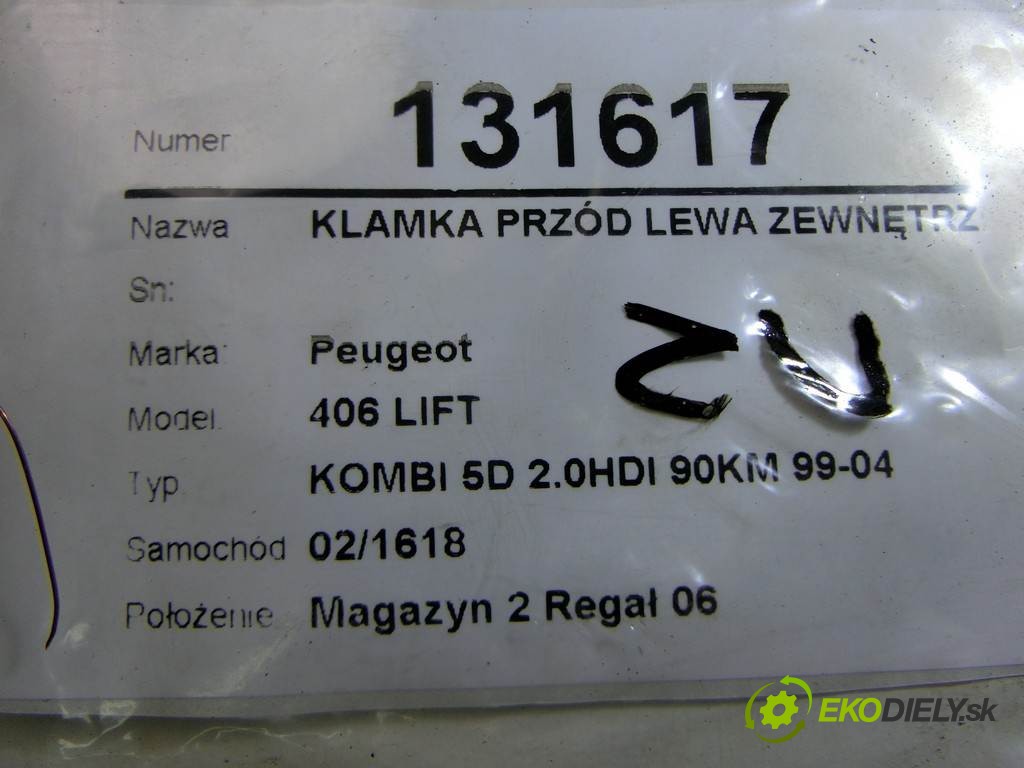 Numer 131617
Nazwa KLAMKA PRZÓD LEWA ZEWNĘTRZ
Sn:
Marka: Peugeot
Model. 406 LIFT
Typ KOMBI 5D 2.0HDI 90KM 99-04
Samochód 02/1618
Położenie Magazyn 2 Regał 06
EKODIELY.sk